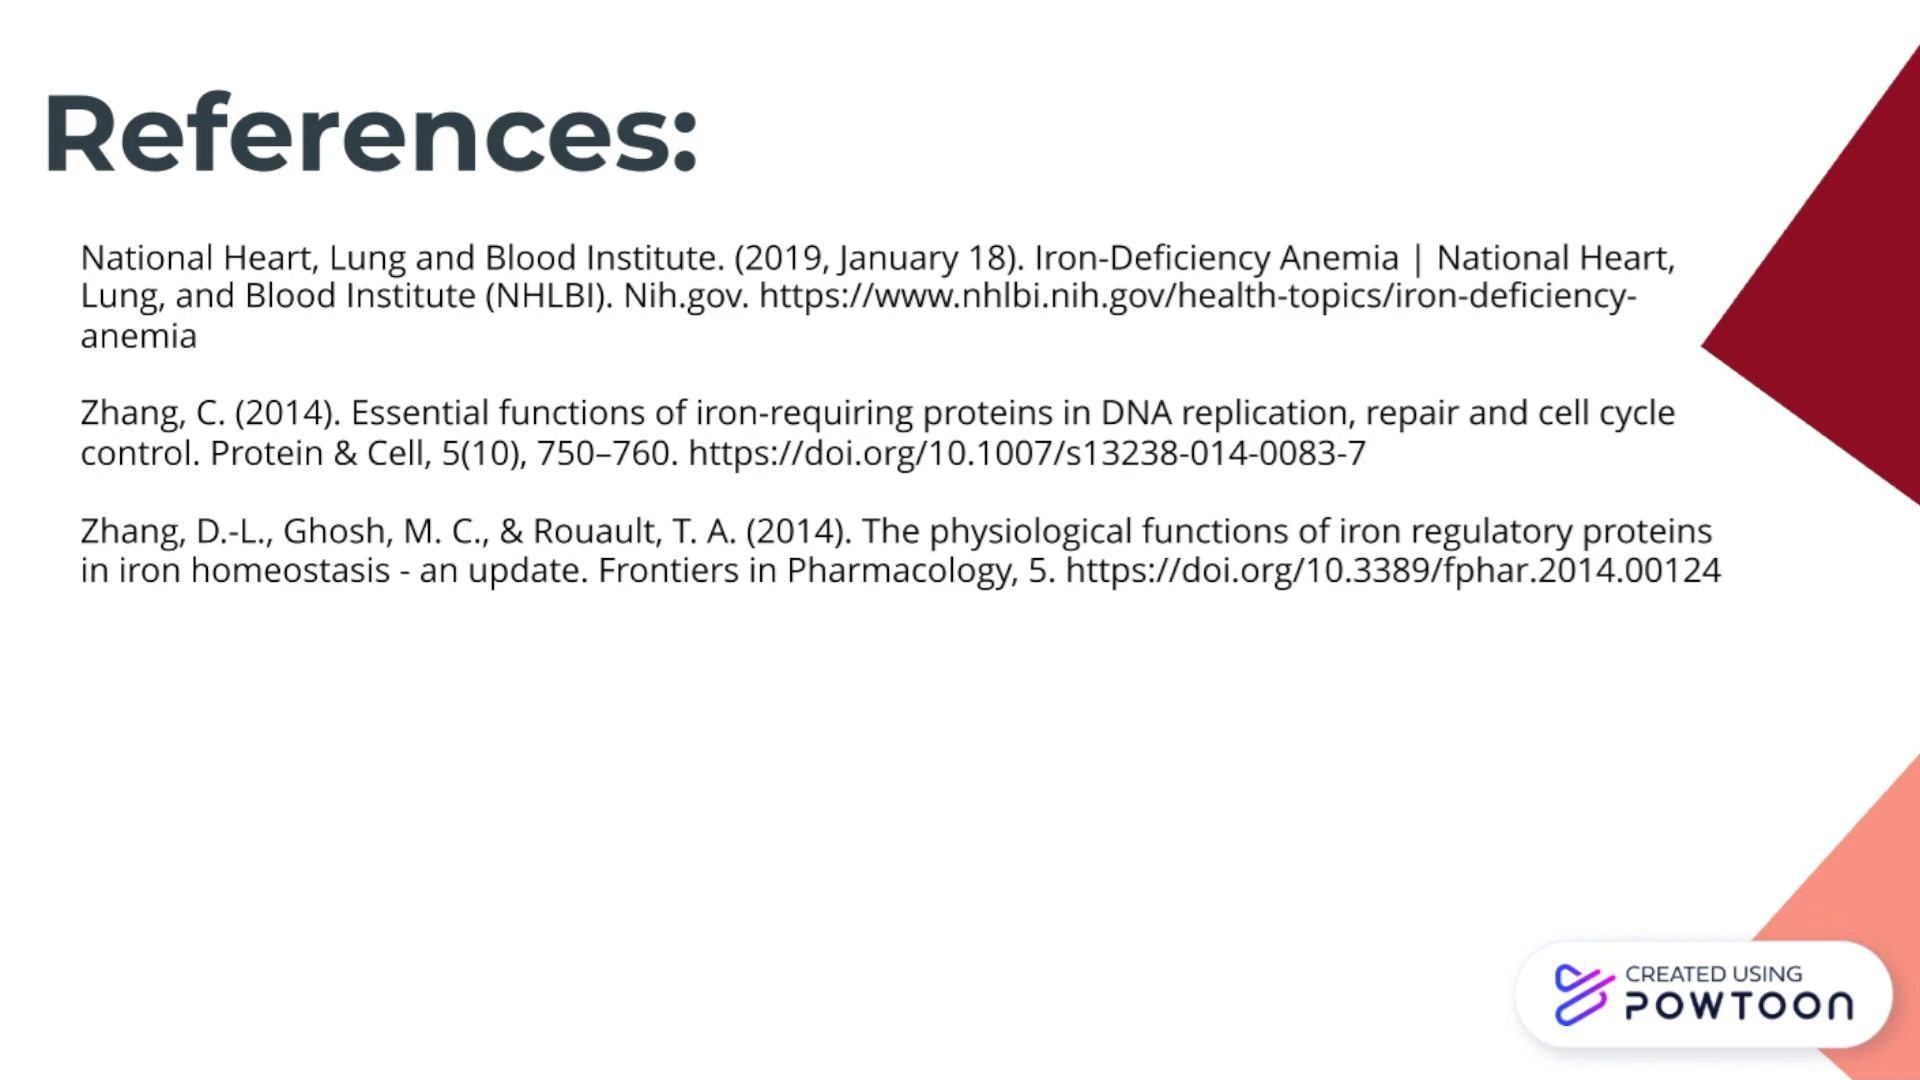 References:
National Heart, Lung and Blood Institute. (2019, January 18). Iron-Deficiency Anemia | National Heart,
Lung, and Blood Institute (NHLBI). Nih.gov. https://www.nhlbi.nih.gov/health-topics/iron-deficiency-
anemia
Zhang, C. (2014). Essential functions of iron-requiring proteins in DNA replication, repair and cell cycle
control. Protein & Cell, 5(10), 750–760. https://doi.org/10.1007/s13238-014-0083-7
Zhang, D.-L., Ghosh, M. C., & Rouault, T. A. (2014). The physiological functions of iron regulatory proteins
in iron homeostasis - an update. Frontiers in Pharmacology, 5. https://doi.org/10.3389/fphar.2014.00124
CREATED USING
POWTOON